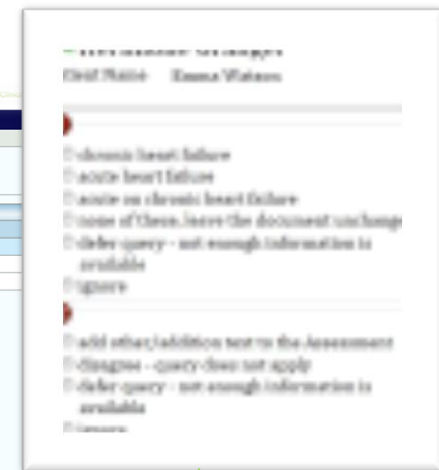 Emma Watson
chronic heart failure
acute heart failure
acute on chronic heart failure
none of these, leave the document unchange
defer query - not enough information is
available
ignore
add other/addition text to the Assessment
disagree - query does not apply
defer query - not enough information is
available
ignore